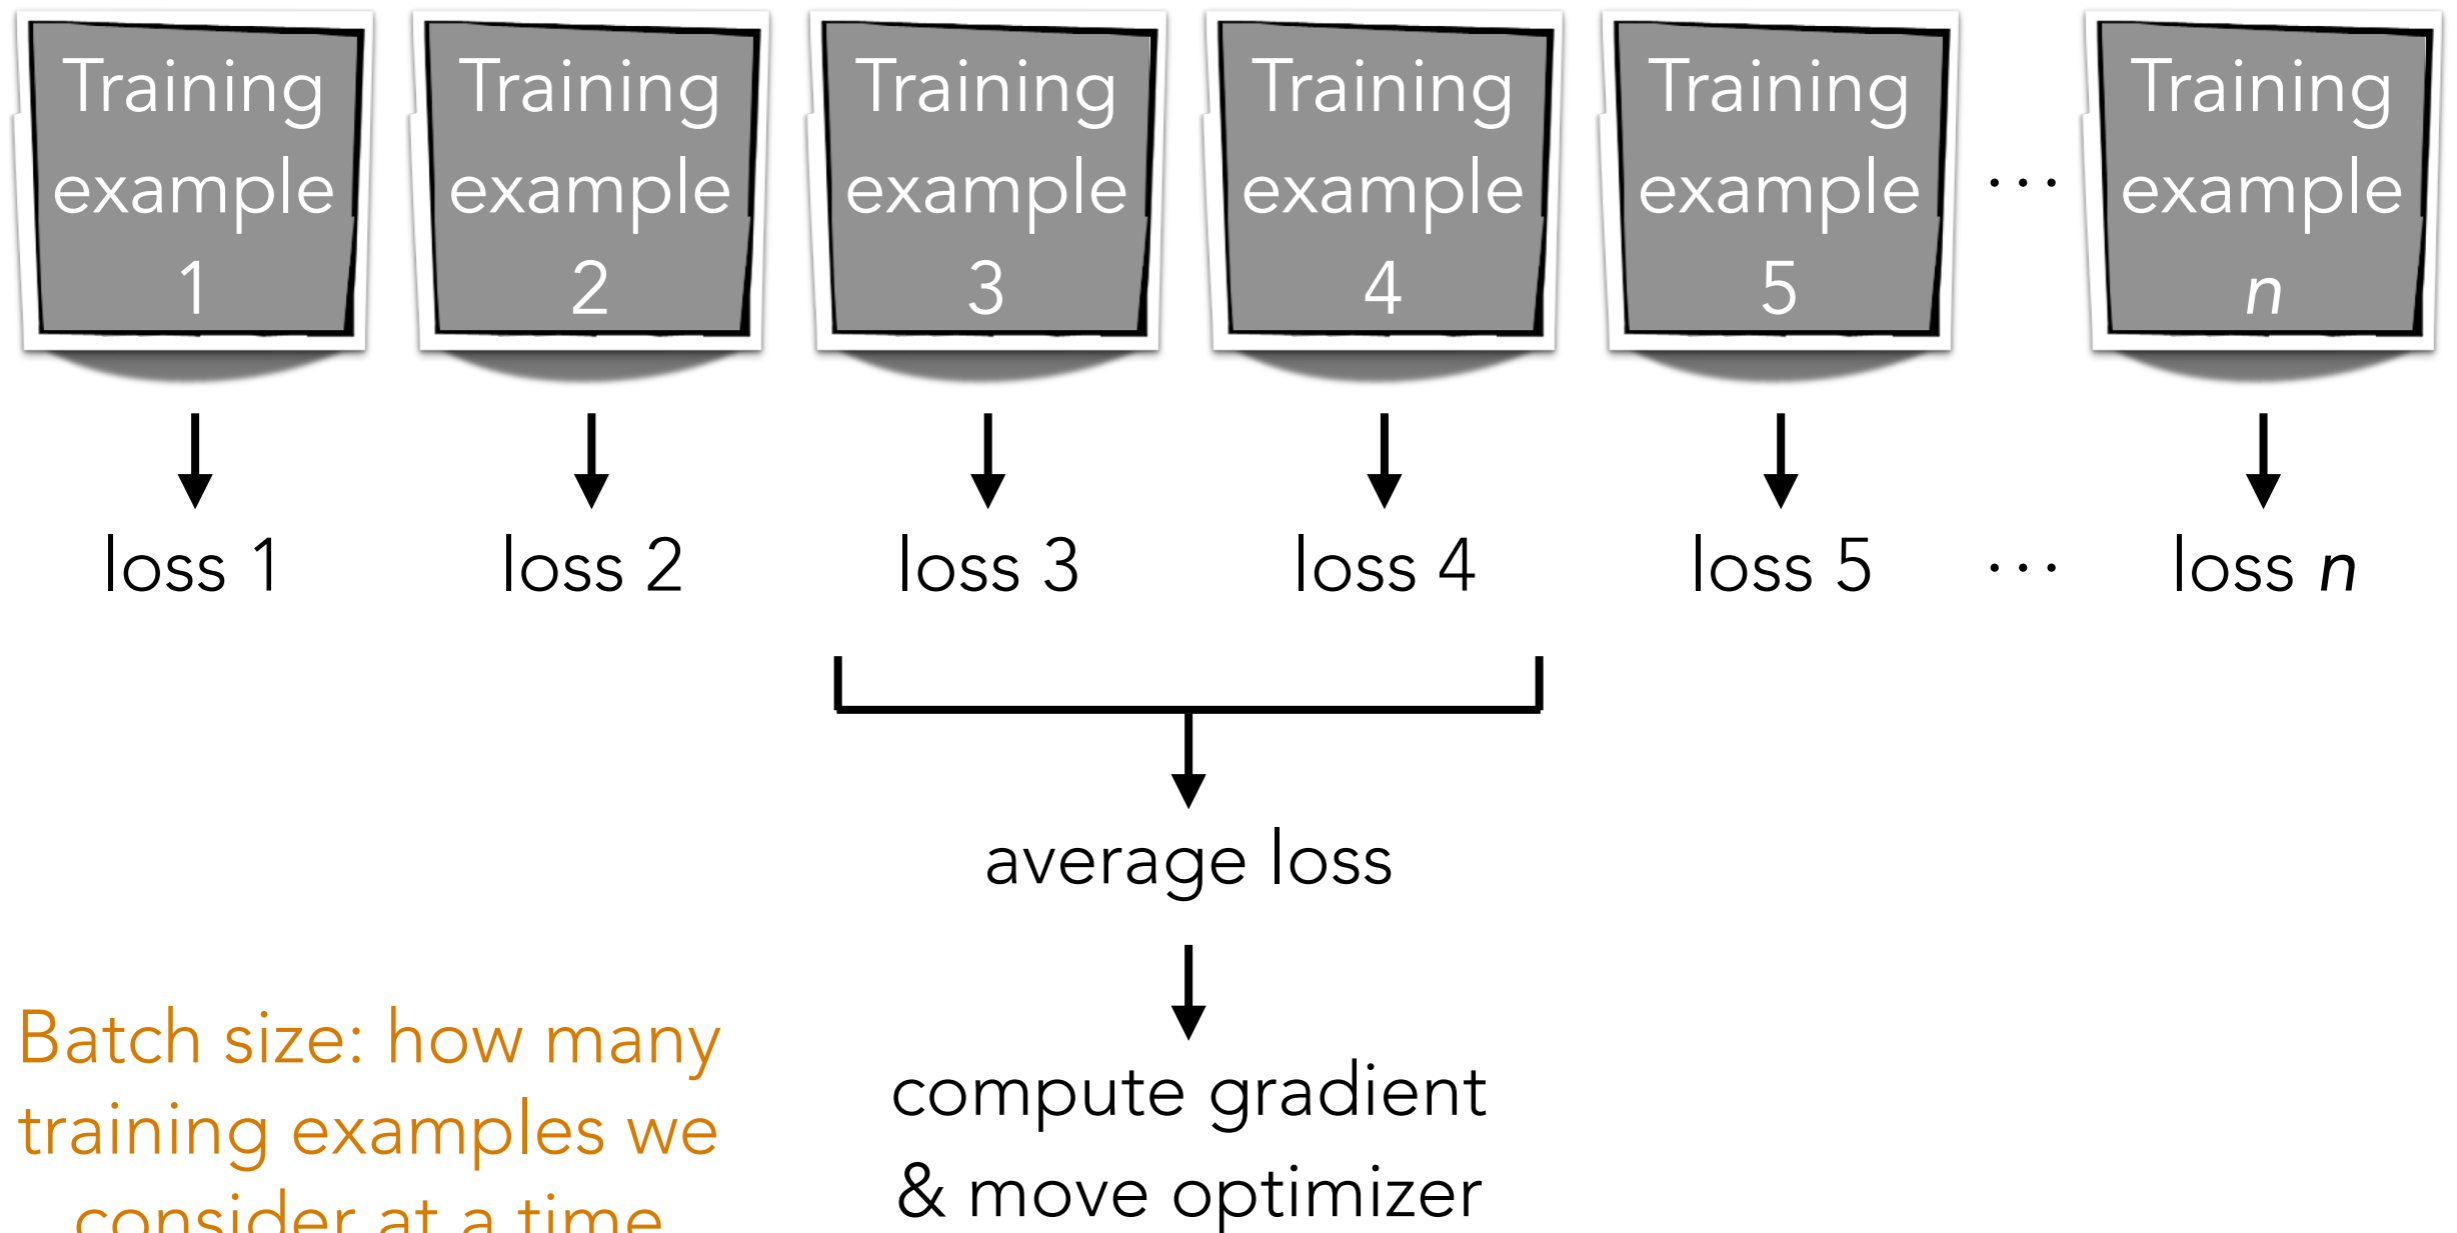 Training
example
1
Training
example
2
Training
example
3
Training
example
4
Training
example
5
...
Training
example
n
loss 1
loss 2
loss 3
loss 4
loss 5
...
loss n
average loss
compute gradient
& move optimizer
Batch size: how many
training examples we
consider at a time